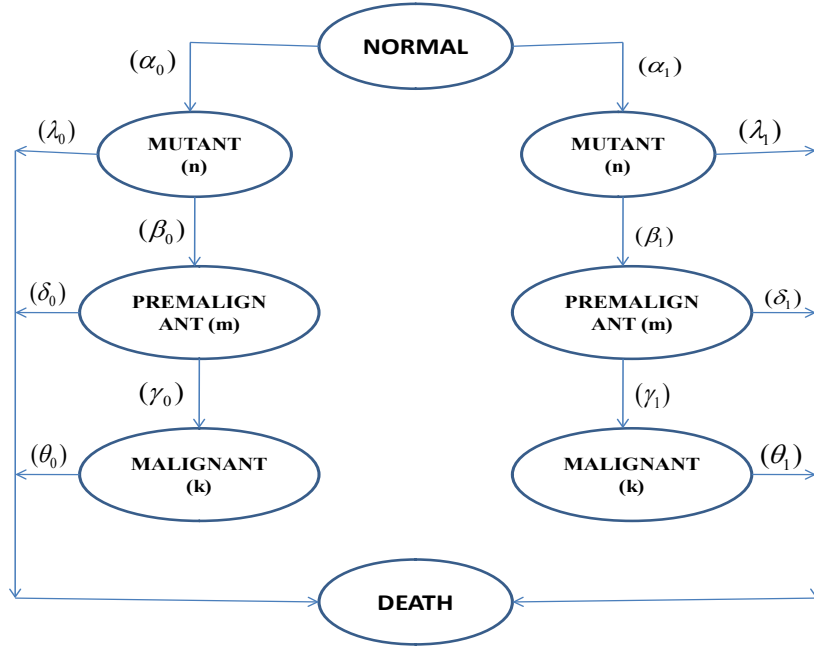 NORMAL
(α₀)
(α₁)
(λ₀)
MUTANT
(n)
MUTANT
(n)
(λ₁)
(β₀)
(β₁)
(δ₀)
PREMALIGN
ANT (m)
PREMALIGN
ANT (m)
(δ₁)
(γ₀)
(γ₁)
(θ₀)
MALIGNANT
(k)
MALIGNANT
(k)
(θ₁)
DEATH